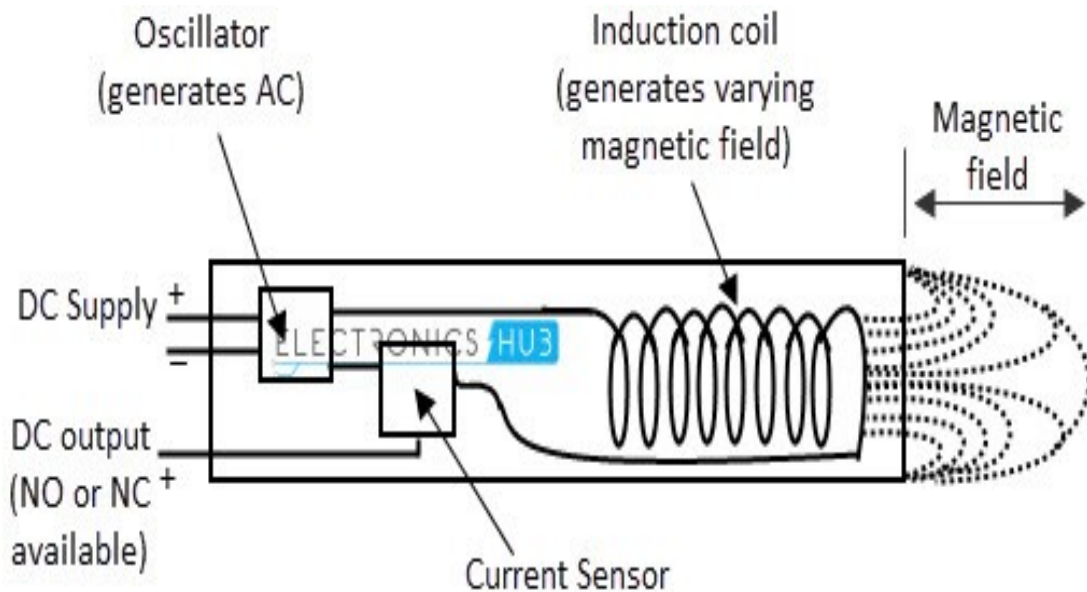 Oscillator
(generates AC)
Induction coil
(generates varying
magnetic field)
Magnetic
field
DC Supply +
−
ELECTRONICS HU3
DC output
+
(NO or NC
available)
Current Sensor